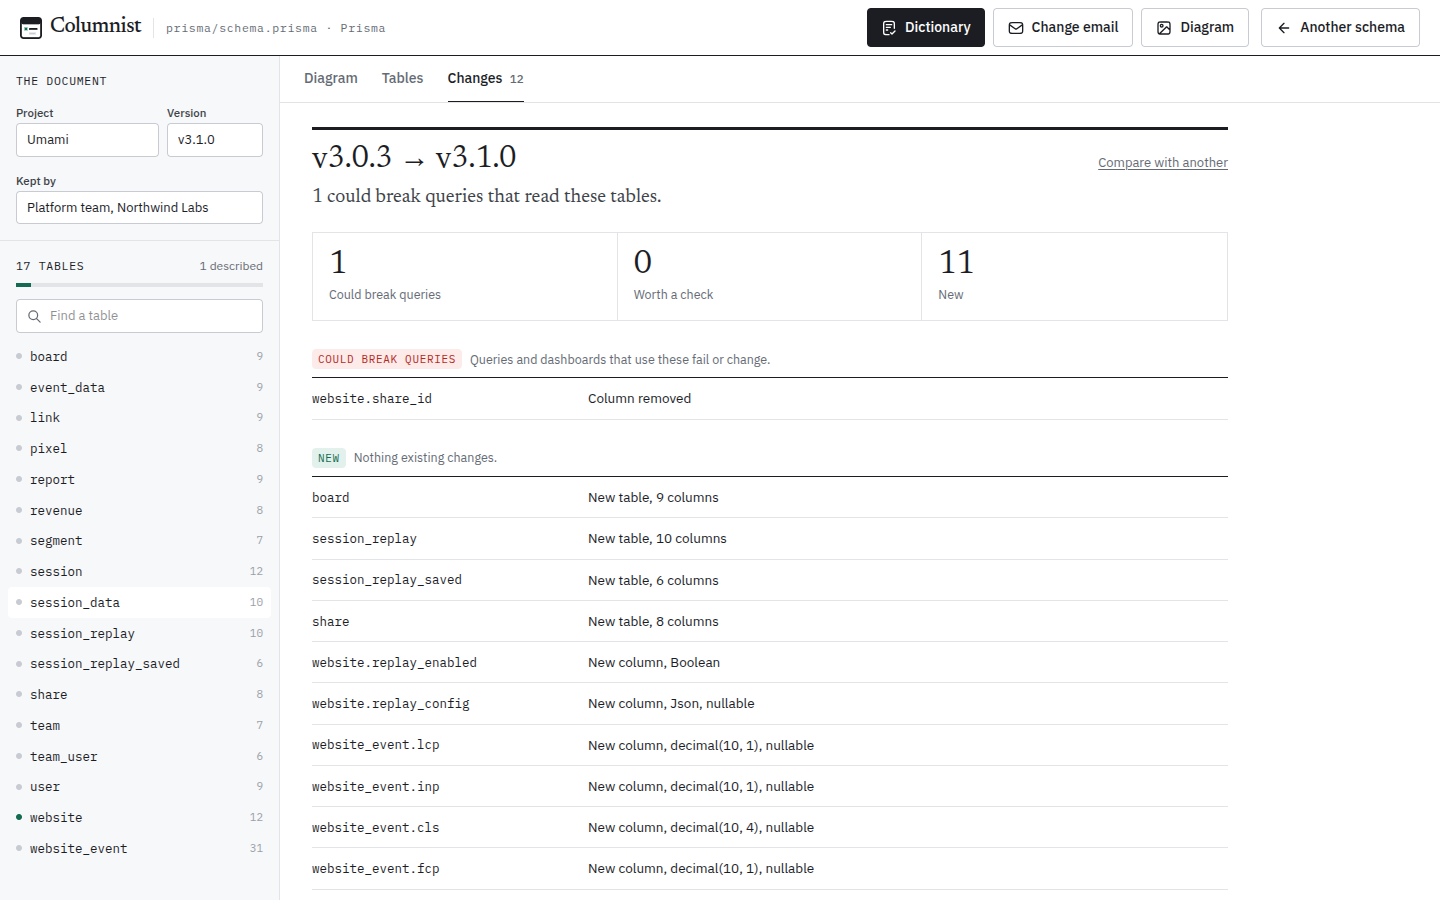 Columnist
prisma/schema.prisma · Prisma
Dictionary
Change email
Diagram
Another schema
THE DOCUMENT
Project
Version
Umami
v3.1.0
Kept by
Platform team, Northwind Labs
17 TABLES
1 described
Find a table
board 9
event_data 9
link 9
pixel 8
report 9
revenue 8
segment 7
session 12
session_data 10
session_replay 10
session_replay_saved 6
share 8
team 7
team_user 6
user 9
website 12
website_event 31
Diagram
Tables
Changes 12
v3.0.3 → v3.1.0
Compare with another
1 could break queries that read these tables.
1
Could break queries
0
Worth a check
11
New
COULD BREAK QUERIES Queries and dashboards that use these fail or change.
website.share_id Column removed
NEW Nothing existing changes.
board New table, 9 columns
session_replay New table, 10 columns
session_replay_saved New table, 6 columns
share New table, 8 columns
website.replay_enabled New column, Boolean
website.replay_config New column, Json, nullable
website_event.lcp New column, decimal(10, 1), nullable
website_event.inp New column, decimal(10, 1), nullable
website_event.cls New column, decimal(10, 4), nullable
website_event.fcp New column, decimal(10, 1), nullable